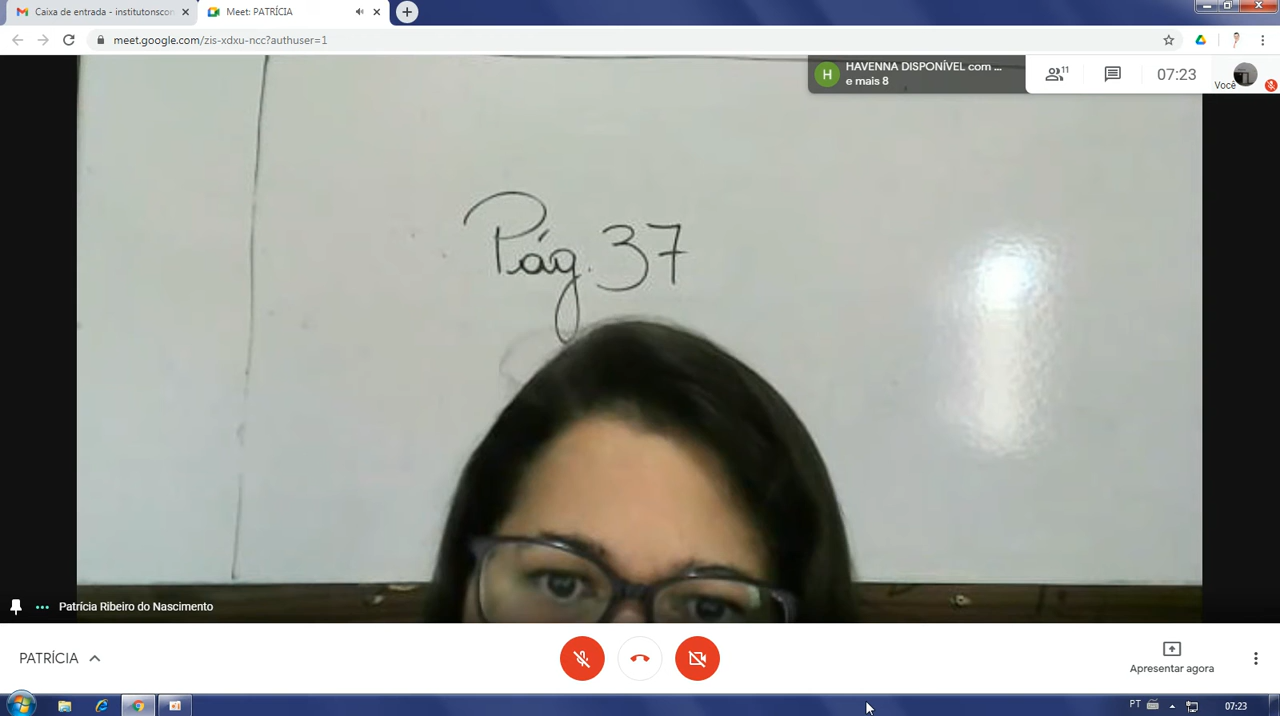 Caixa de entrada - institutonscon
Meet: PATRÍCIA
meet.google.com/zis-xdxu-ncc?authuser=1
H
HAVENNA DISPONÍVEL com ...
e mais 8
11
07:23
Você
Pág. 37
Patrícia Ribeiro do Nascimento
PATRÍCIA
Apresentar agora
PT
07:23